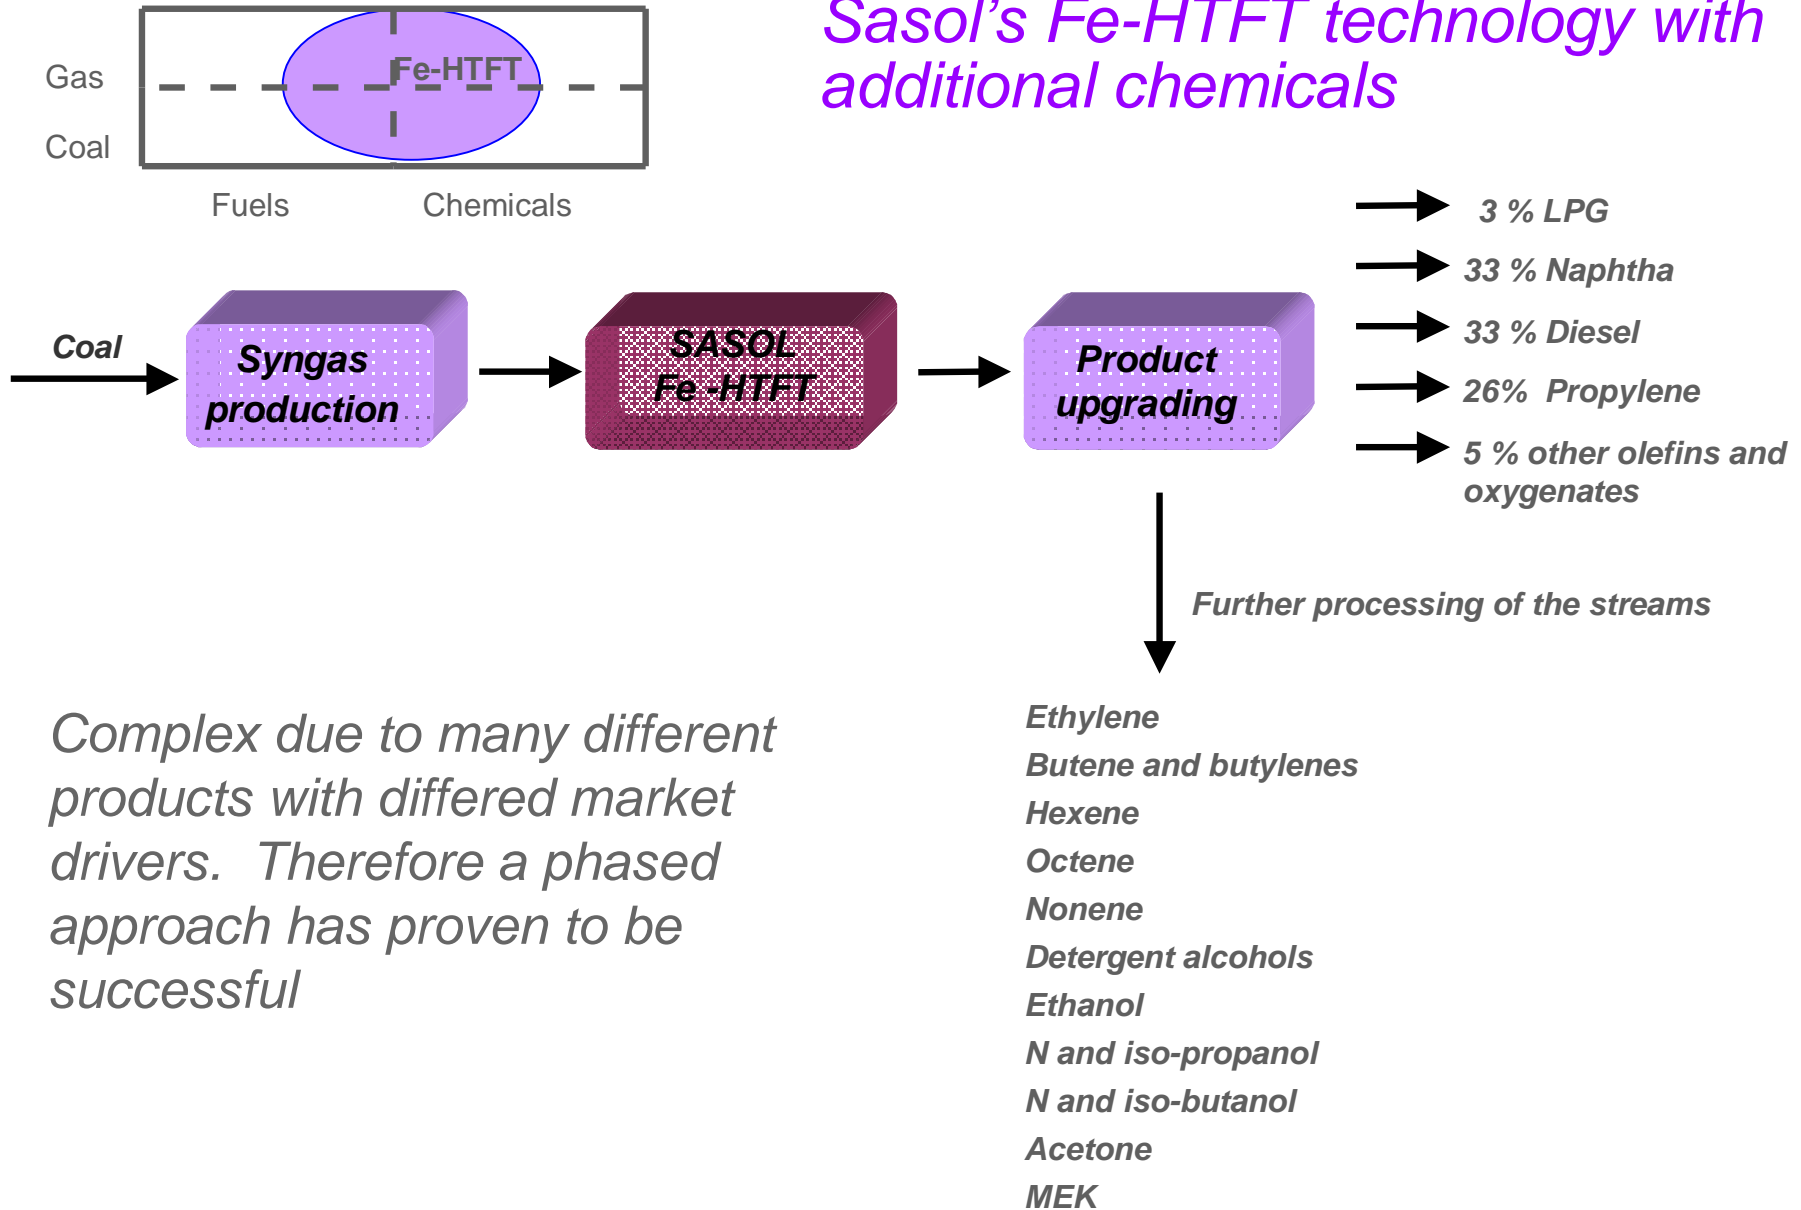 Sasol's Fe-HTFT technology with
additional chemicals
Gas
Fe-HTFT
Coal
Fuels
Chemicals
Coal
Syngas
production
SASOL
Fe -HTFT
Product
upgrading
3 % LPG
33 % Naphtha
33 % Diesel
26%  Propylene
5 % other olefins and
oxygenates
Further processing of the streams
Complex due to many different
products with differed market
drivers.  Therefore a phased
approach has proven to be
successful
Ethylene
Butene and butylenes
Hexene
Octene
Nonene
Detergent alcohols
Ethanol
N and iso-propanol
N and iso-butanol
Acetone
MEK